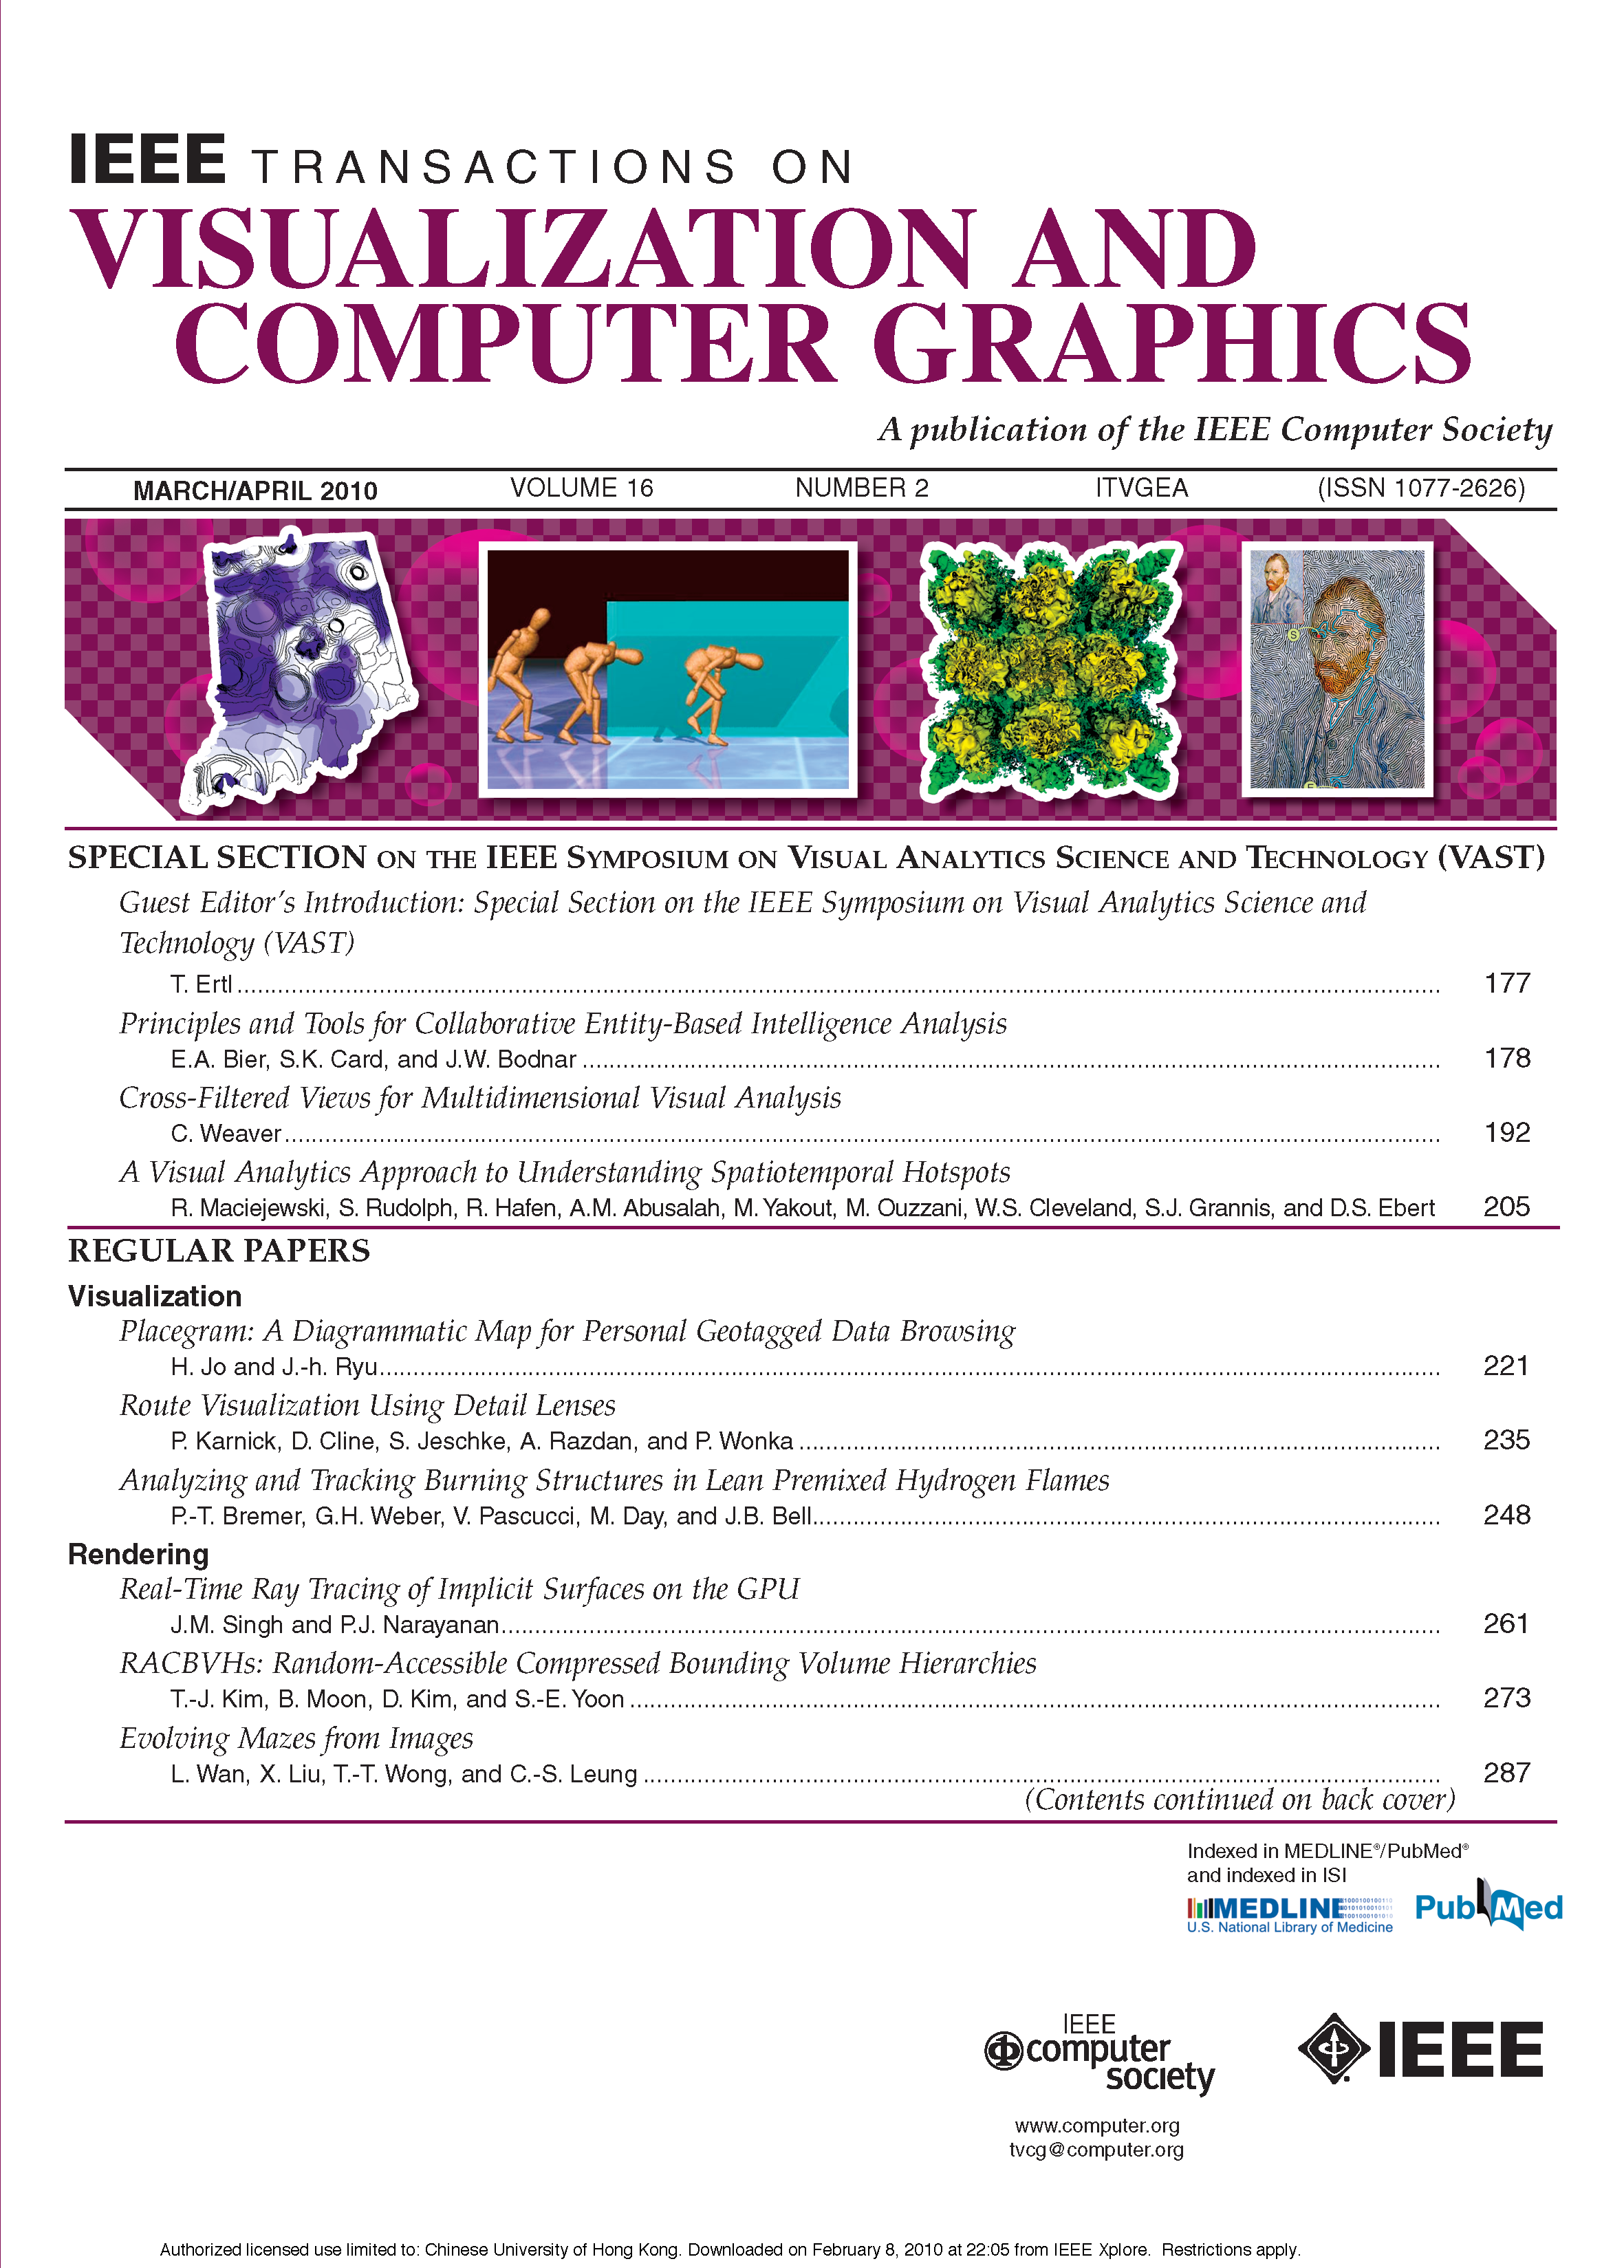 IEEE TRANSACTIONS ON
VISUALIZATION AND
COMPUTER GRAPHICS
A publication of the IEEE Computer Society
MARCH/APRIL 2010 VOLUME 16 NUMBER 2 ITVGEA (ISSN 1077-2626)
S
SPECIAL SECTION ON THE IEEE SYMPOSIUM ON VISUAL ANALYTICS SCIENCE AND TECHNOLOGY (VAST)
Guest Editor's Introduction: Special Section on the IEEE Symposium on Visual Analytics Science and
Technology (VAST)
T. Ertl 177
Principles and Tools for Collaborative Entity-Based Intelligence Analysis
E.A. Bier, S.K. Card, and J.W. Bodnar 178
Cross-Filtered Views for Multidimensional Visual Analysis
C. Weaver 192
A Visual Analytics Approach to Understanding Spatiotemporal Hotspots
R. Maciejewski, S. Rudolph, R. Hafen, A.M. Abusalah, M. Yakout, M. Ouzzani, W.S. Cleveland, S.J. Grannis, and D.S. Ebert 205
REGULAR PAPERS
Visualization
Placegram: A Diagrammatic Map for Personal Geotagged Data Browsing
H. Jo and J.-h. Ryu 221
Route Visualization Using Detail Lenses
P. Karnick, D. Cline, S. Jeschke, A. Razdan, and P. Wonka 235
Analyzing and Tracking Burning Structures in Lean Premixed Hydrogen Flames
P.-T. Bremer, G.H. Weber, V. Pascucci, M. Day, and J.B. Bell 248
Rendering
Real-Time Ray Tracing of Implicit Surfaces on the GPU
J.M. Singh and P.J. Narayanan 261
RACBVHs: Random-Accessible Compressed Bounding Volume Hierarchies
T.-J. Kim, B. Moon, D. Kim, and S.-E. Yoon 273
Evolving Mazes from Images
L. Wan, X. Liu, T.-T. Wong, and C.-S. Leung 287
(Contents continued on back cover)
Indexed in MEDLINE®/PubMed®
and indexed in ISI
MEDLINE
U.S. National Library of Medicine
PubMed
IEEE
computer
society
IEEE
www.computer.org
tvcg@computer.org
Authorized licensed use limited to: Chinese University of Hong Kong. Downloaded on February 8, 2010 at 22:05 from IEEE Xplore. Restrictions apply.